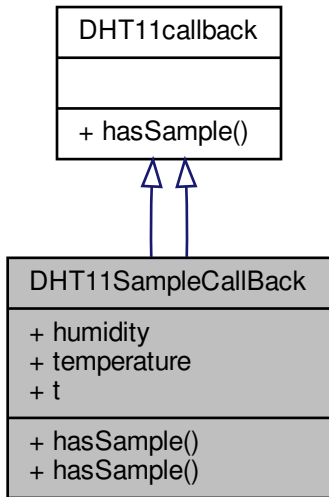 DHT11callback
+ hasSample()
DHT11SampleCallBack
+ humidity
+ temperature
+ t
+ hasSample()
+ hasSample()